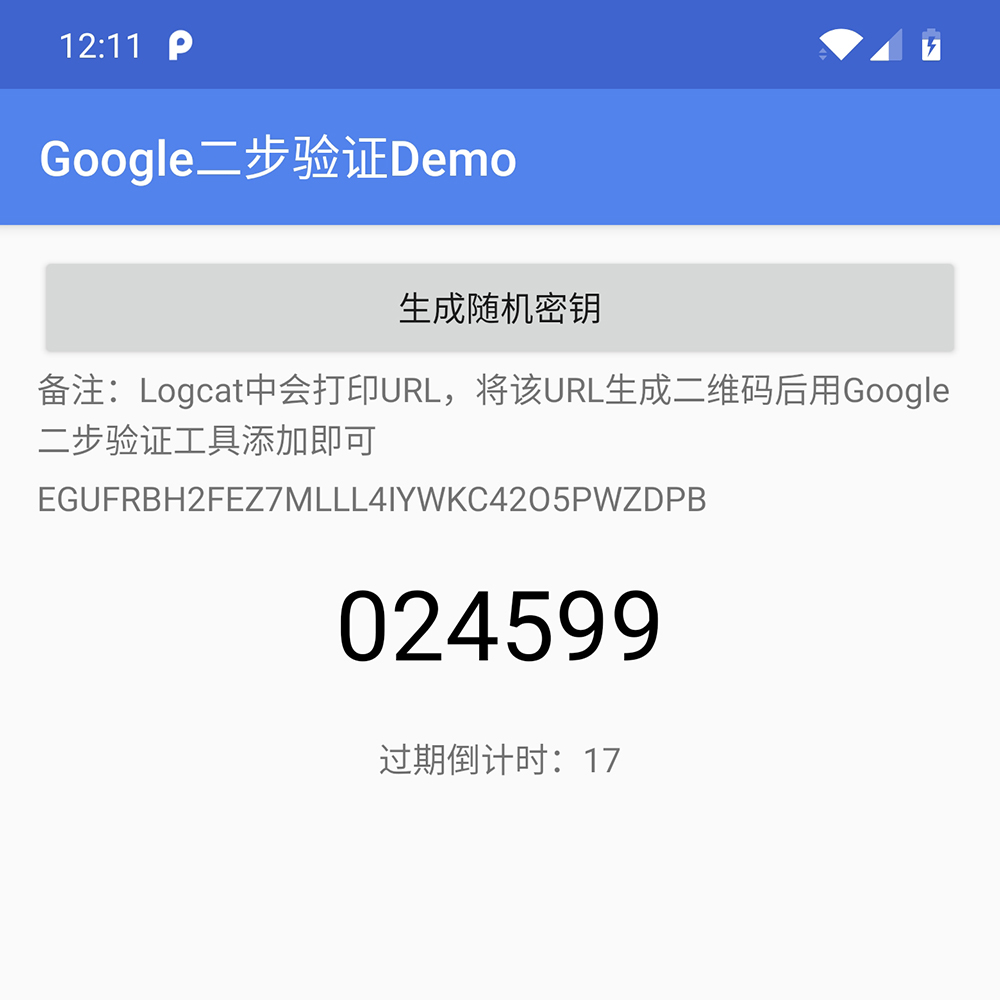 12:11
Google二步验证Demo
生成随机密钥
备注：Logcat中会打印URL，将该URL生成二维码后用Google
二步验证工具添加即可
EGUFRBH2FEZ7MLLL4IYWKC42O5PWZDPB
024599
过期倒计时：17